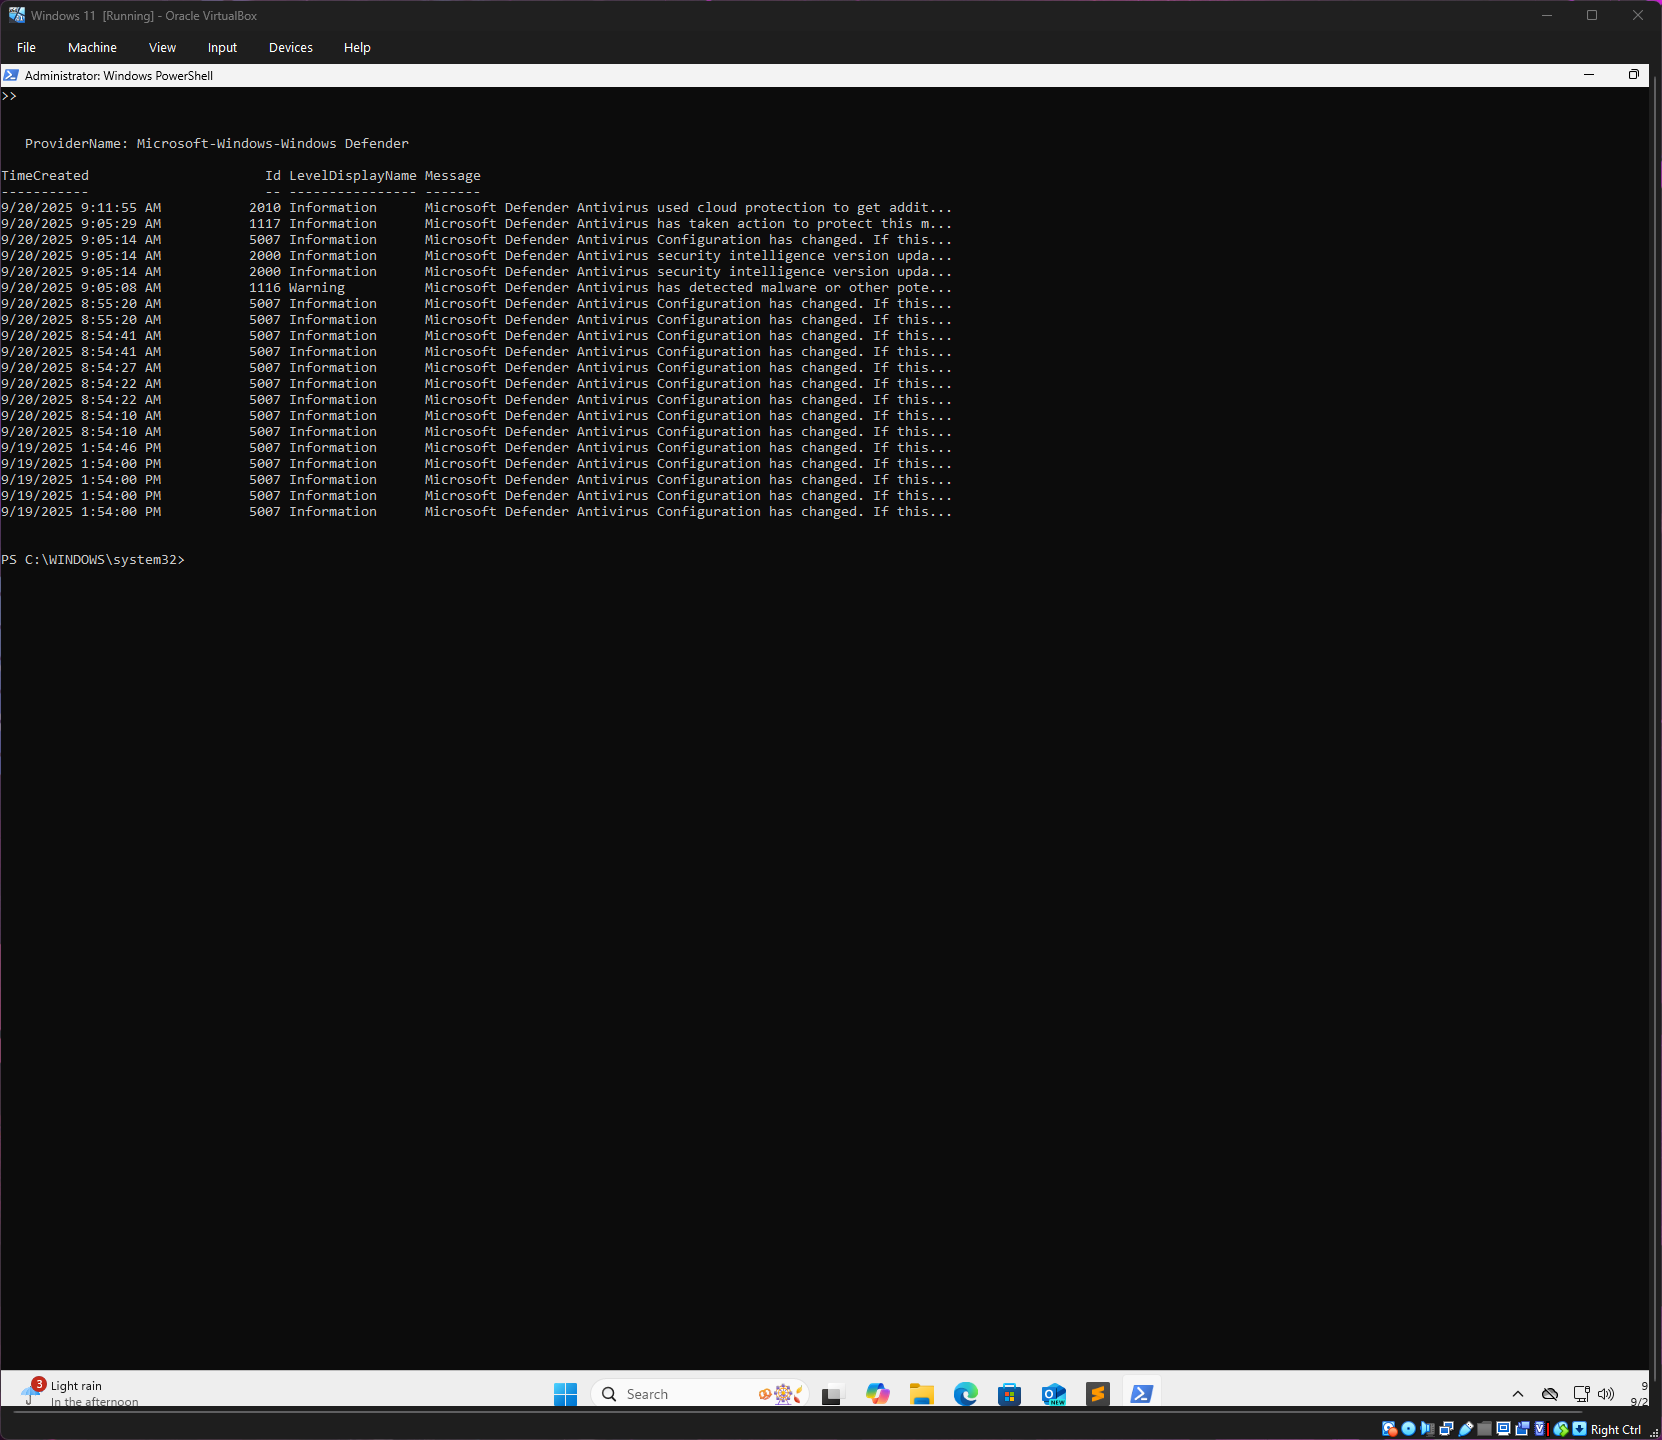 Windows 11 [Running] - Oracle VirtualBox
File Machine View Input Devices Help
Administrator: Windows PowerShell
>>
ProviderName: Microsoft-Windows-Windows Defender
TimeCreated Id LevelDisplayName Message
----------- -- ---------------- -------
9/20/2025 9:11:55 AM 2010 Information Microsoft Defender Antivirus used cloud protection to get addit...
9/20/2025 9:05:29 AM 1117 Information Microsoft Defender Antivirus has taken action to protect this m...
9/20/2025 9:05:14 AM 5007 Information Microsoft Defender Antivirus Configuration has changed. If this...
9/20/2025 9:05:14 AM 2000 Information Microsoft Defender Antivirus security intelligence version upda...
9/20/2025 9:05:14 AM 2000 Information Microsoft Defender Antivirus security intelligence version upda...
9/20/2025 9:05:08 AM 1116 Warning Microsoft Defender Antivirus has detected malware or other pote...
9/20/2025 8:55:20 AM 5007 Information Microsoft Defender Antivirus Configuration has changed. If this...
9/20/2025 8:55:20 AM 5007 Information Microsoft Defender Antivirus Configuration has changed. If this...
9/20/2025 8:54:41 AM 5007 Information Microsoft Defender Antivirus Configuration has changed. If this...
9/20/2025 8:54:41 AM 5007 Information Microsoft Defender Antivirus Configuration has changed. If this...
9/20/2025 8:54:27 AM 5007 Information Microsoft Defender Antivirus Configuration has changed. If this...
9/20/2025 8:54:22 AM 5007 Information Microsoft Defender Antivirus Configuration has changed. If this...
9/20/2025 8:54:22 AM 5007 Information Microsoft Defender Antivirus Configuration has changed. If this...
9/20/2025 8:54:10 AM 5007 Information Microsoft Defender Antivirus Configuration has changed. If this...
9/20/2025 8:54:10 AM 5007 Information Microsoft Defender Antivirus Configuration has changed. If this...
9/19/2025 1:54:46 PM 5007 Information Microsoft Defender Antivirus Configuration has changed. If this...
9/19/2025 1:54:00 PM 5007 Information Microsoft Defender Antivirus Configuration has changed. If this...
9/19/2025 1:54:00 PM 5007 Information Microsoft Defender Antivirus Configuration has changed. If this...
9/19/2025 1:54:00 PM 5007 Information Microsoft Defender Antivirus Configuration has changed. If this...
9/19/2025 1:54:00 PM 5007 Information Microsoft Defender Antivirus Configuration has changed. If this...
PS C:\WINDOWS\system32>
3 Light rain
In the afternoon
Search
NEW
9
9/2
Right Ctrl